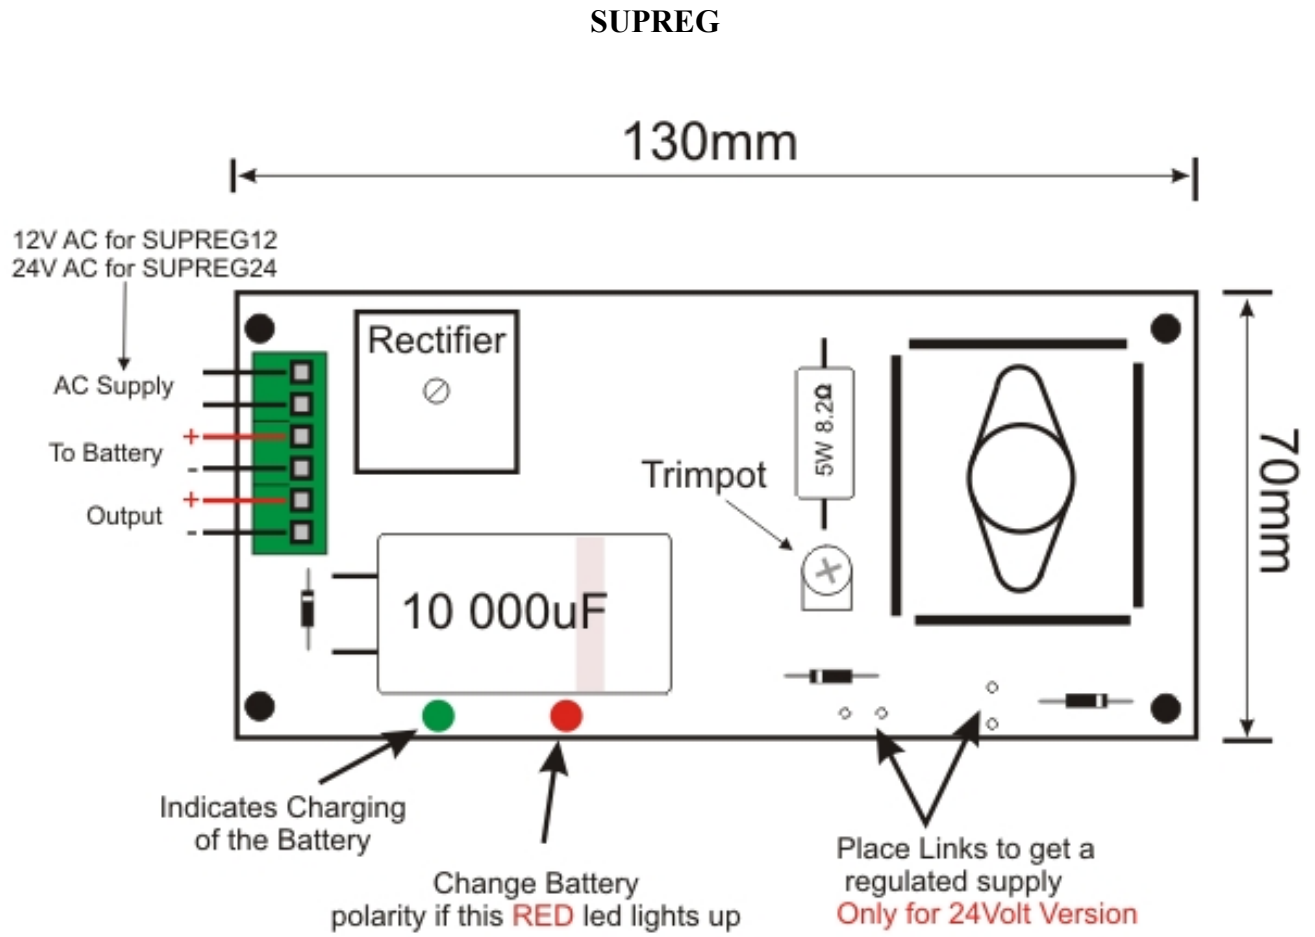 SUPREG
130mm
12V AC for SUPREG12
24V AC for SUPREG24
Rectifier
AC Supply
5W 8.2Ω
+
To Battery
-
Trimpot
70mm
+
Output
-
10 000uF
Indicates Charging
of the Battery
Change Battery
polarity if this RED led lights up
Place Links to get a
regulated supply
Only for 24Volt Version